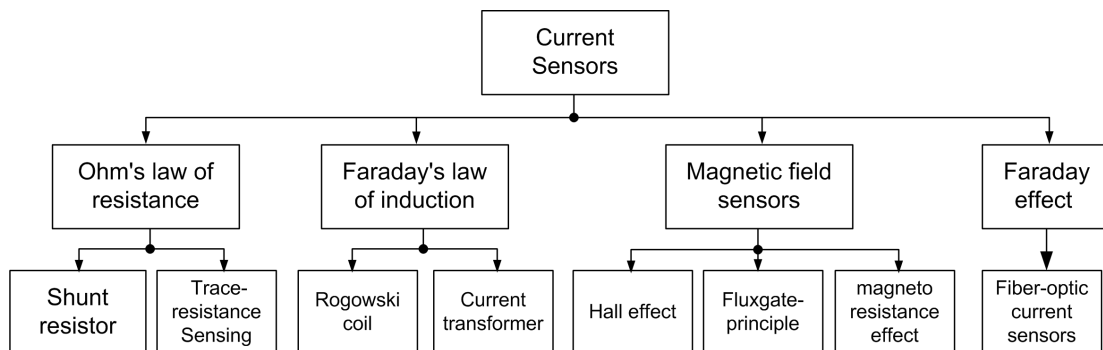 Current
Sensors
Ohm's law of
resistance
Faraday's law
of induction
Magnetic field
sensors
Faraday
effect
Shunt
resistor
Trace-
resistance
Sensing
Rogowski
coil
Current
transformer
Hall effect
Fluxgate-
principle
magneto
resistance
effect
Fiber-optic
current
sensors